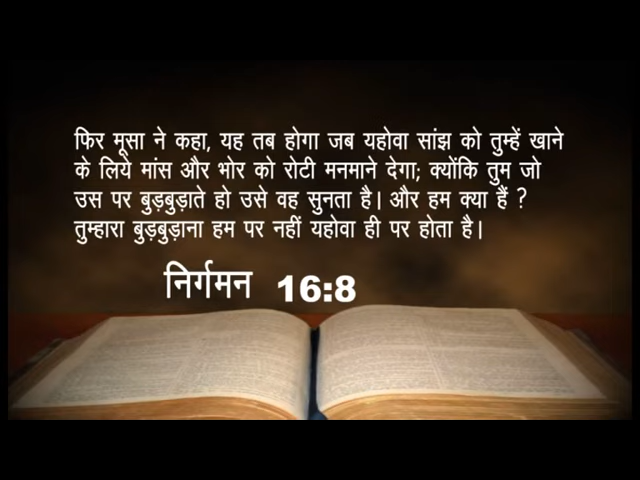 फिर मूसा ने कहा, यह तब होगा जब यहोवा सांझ को तुम्हें खाने
के लिये मांस और भोर को रोटी मनमाने देगा; क्योंकि तुम जो
उस पर बुड़बुड़ाते हो उसे वह सुनता है। और हम क्या हैं ?
तुम्हारा बुड़बुड़ाना हम पर नहीं यहोवा ही पर होता है।
निर्गमन 16:8